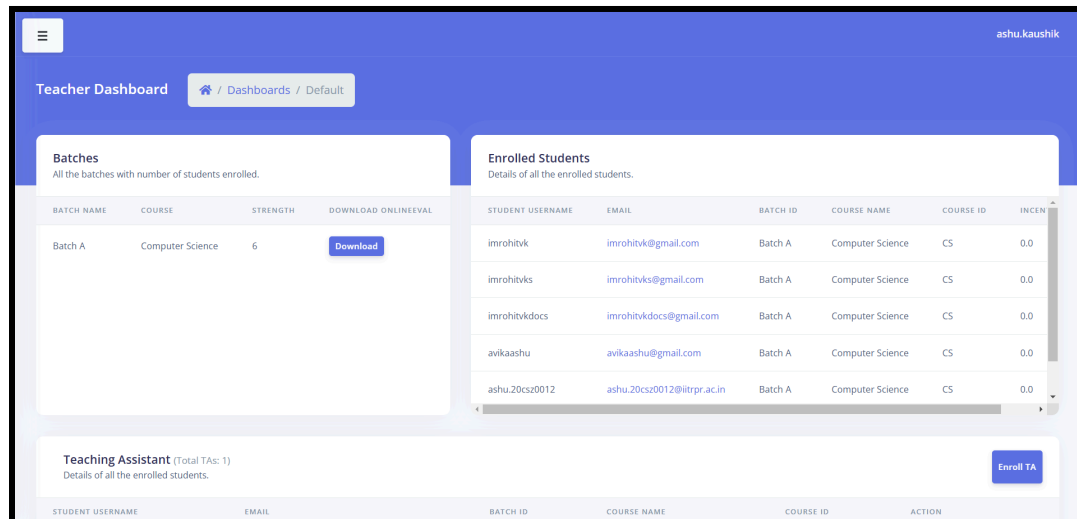 ☰
ashu.kaushik
Teacher Dashboard
/ Dashboards / Default
Batches
All the batches with number of students enrolled.
BATCH NAME COURSE STRENGTH DOWNLOAD ONLINEEVAL
Batch A Computer Science 6 Download
Enrolled Students
Details of all the enrolled students.
STUDENT USERNAME EMAIL BATCH ID COURSE NAME COURSE ID INCEN
imrohitvk imrohitvk@gmail.com Batch A Computer Science CS 0.0
imrohitvks imrohitvks@gmail.com Batch A Computer Science CS 0.0
imrohitvkdocs imrohitvkdocs@gmail.com Batch A Computer Science CS 0.0
avikaashu avikaashu@gmail.com Batch A Computer Science CS 0.0
ashu.20csz0012 ashu.20csz0012@iitrpr.ac.in Batch A Computer Science CS 0.0
Teaching Assistant (Total TAs: 1)
Details of all the enrolled students.
Enroll TA
STUDENT USERNAME EMAIL BATCH ID COURSE NAME COURSE ID ACTION